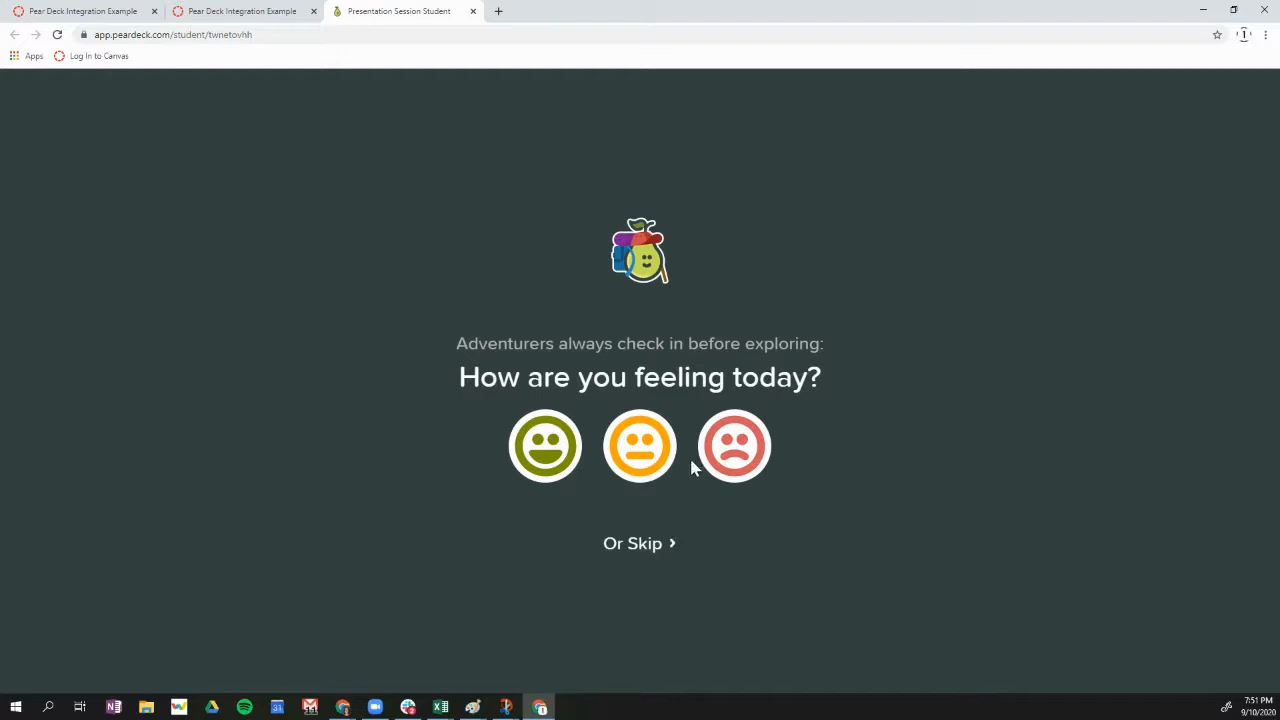 Pear Deck Integration Example
Pear Deck Integration Example
Presentation Session Student
app.peardeck.com/student/twnetovhh
Apps
Log In to Canvas
Adventurers always check in before exploring:
How are you feeling today?
Or Skip
7:51 PM
9/10/2020